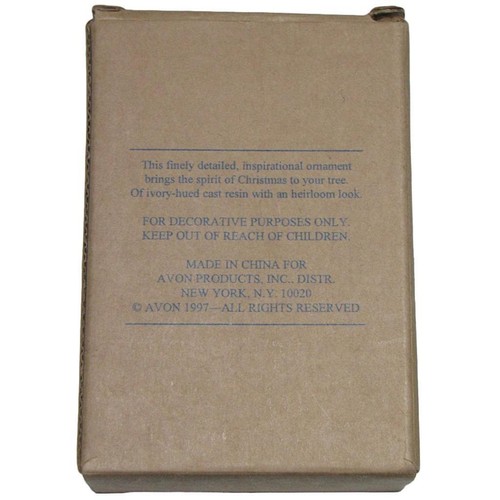 This finely detailed, inspirational ornament
brings the spirit of Christmas to your tree.
Of ivory-hued cast resin with an heirloom look.
FOR DECORATIVE PURPOSES ONLY.
KEEP OUT OF REACH OF CHILDREN.
MADE IN CHINA FOR
AVON PRODUCTS, INC., DISTR.
NEW YORK, N.Y. 10020
© AVON 1997—ALL RIGHTS RESERVED